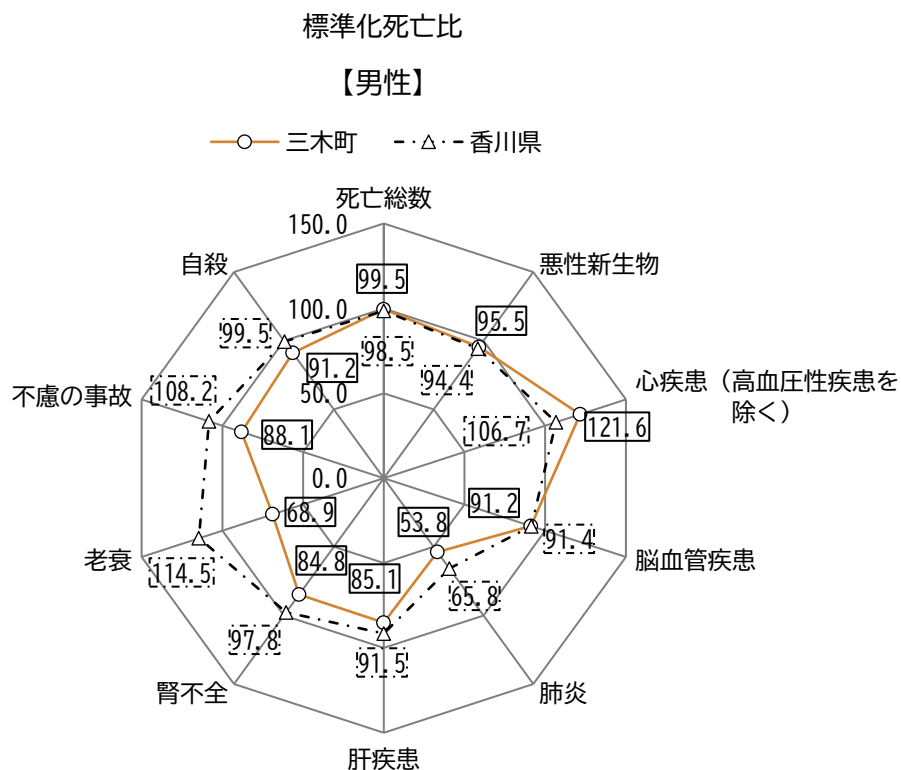 標準化死亡比
【男性】
三木町 香川県
死亡総数
150.0
自殺 悪性新生物
99.5
100.0
99.5 95.5
98.5
91.2 94.4
心疾患（高血圧性疾患を
除く）
不慮の事故 108.2 50.0
106.7 121.6
88.1
0.0
91.2
68.9 53.8
91.4
老衰 脳血管疾患
114.5 84.8 85.1
65.8
97.8
91.5
腎不全 肺炎
肝疾患